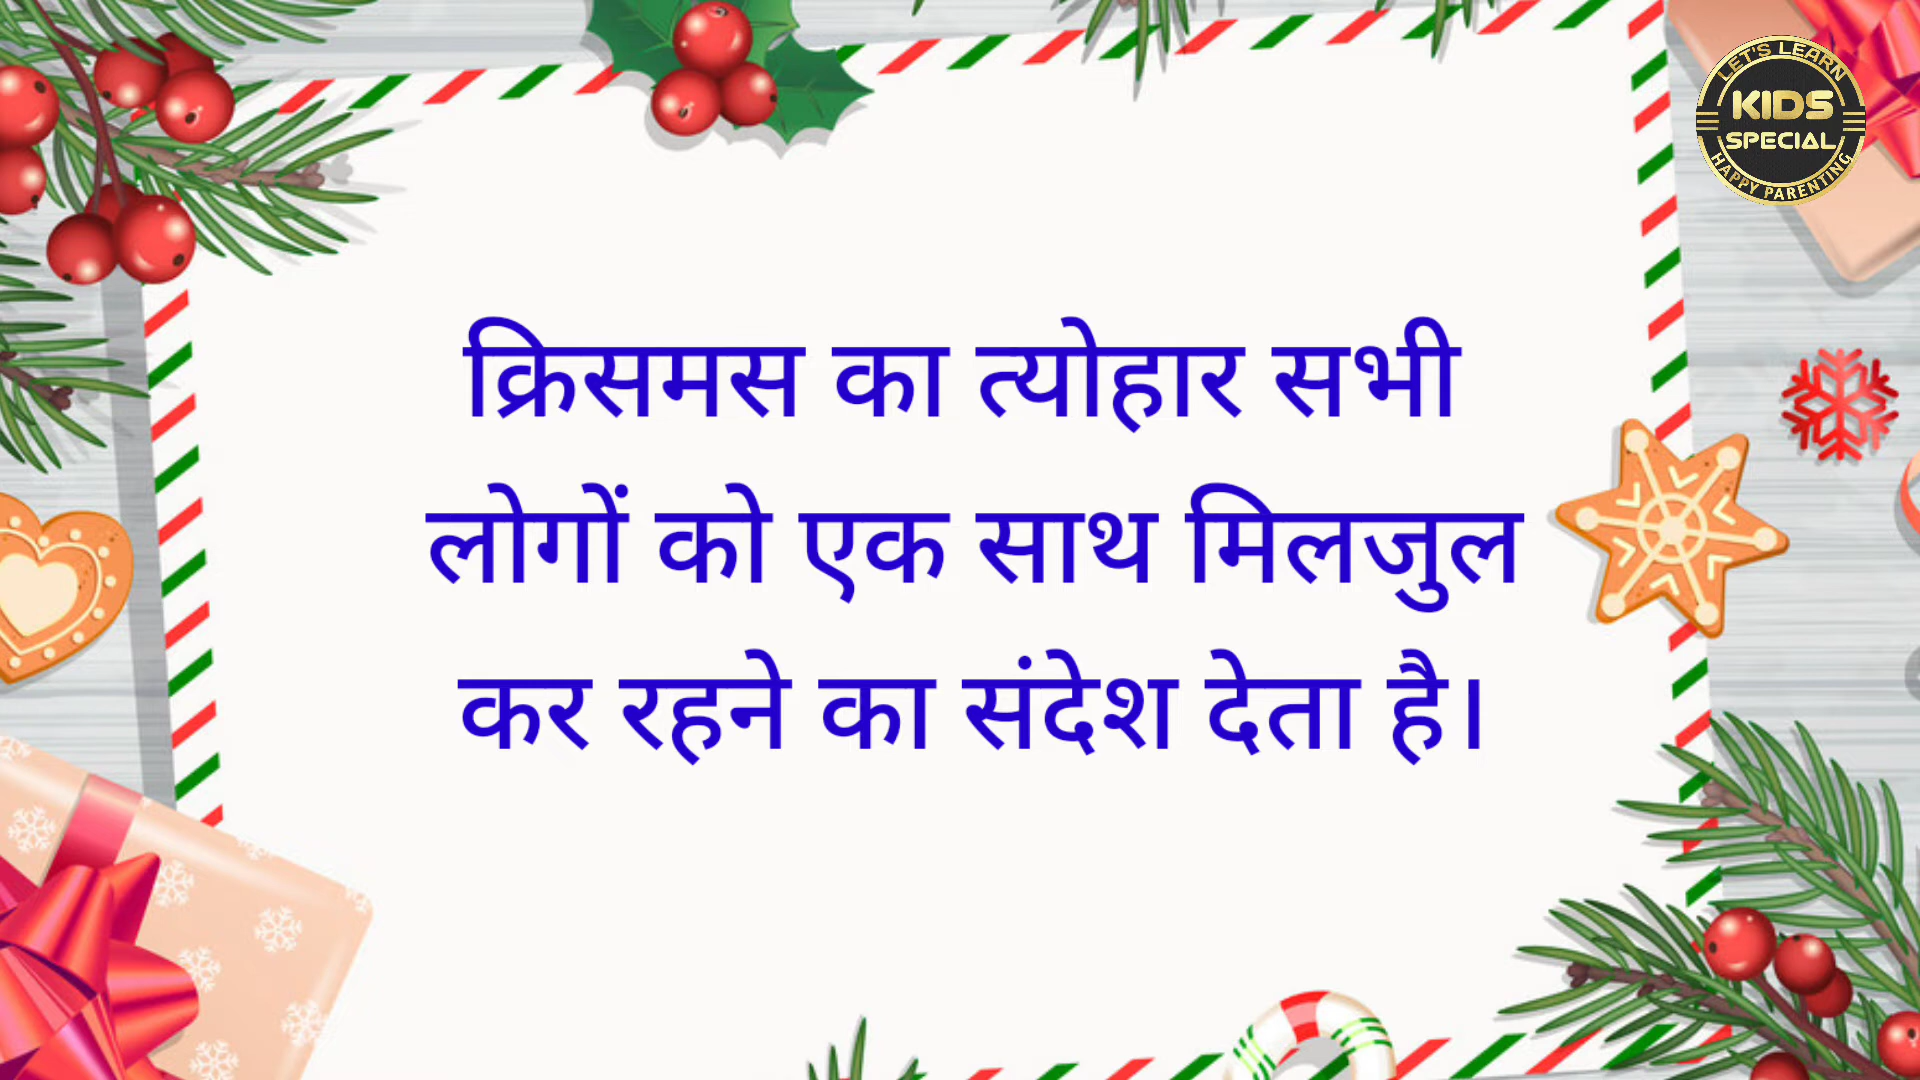 LET'S LEARN
KIDS
SPECIAL
HAPPY PARENTING
क्रिसमस का त्योहार सभी
लोगों को एक साथ मिलजुल
कर रहने का संदेश देता है।